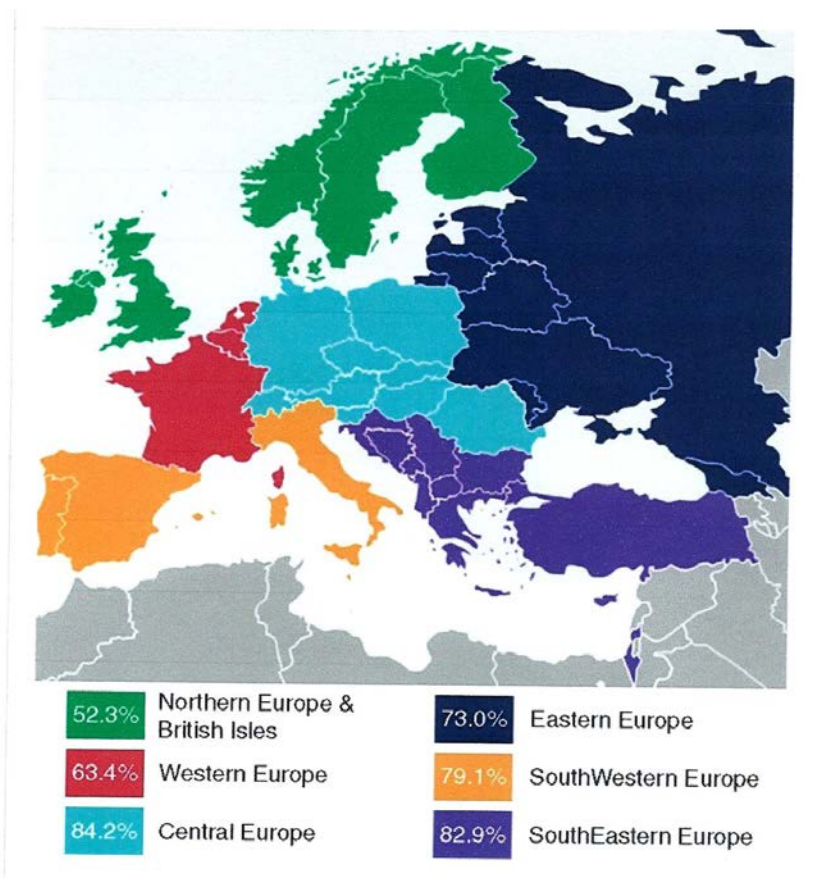 52.3% Northern Europe &
British Isles
63.4% Western Europe
84.2% Central Europe
73.0% Eastern Europe
79.1% SouthWestern Europe
82.9% SouthEastern Europe